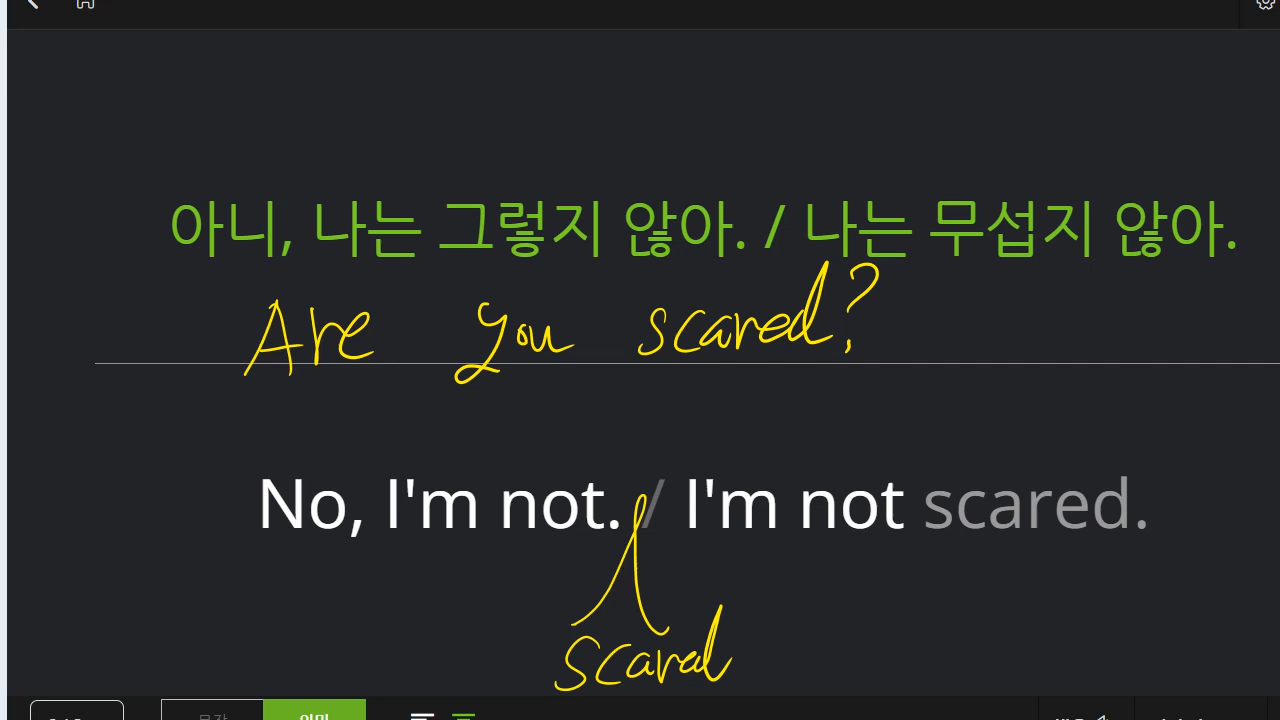 아니, 나는 그렇지 않아. / 나는 무섭지 않아.
Are you scared?
No, I'm not. / I'm not scared.
scared